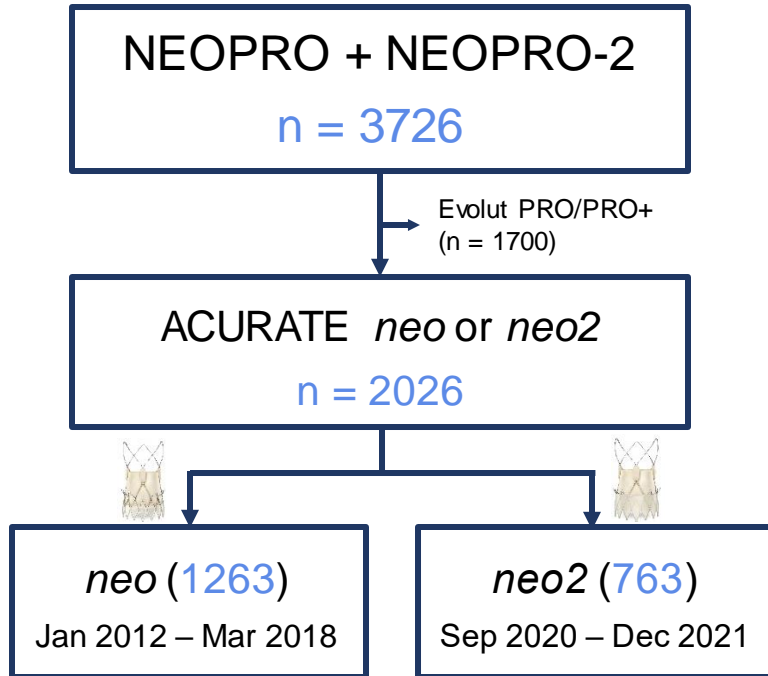 NEOPRO + NEOPRO-2
n = 3726
Evolut PRO/PRO+
(n = 1700)
ACURATE neo or neo2
n = 2026
neo (1263)
Jan 2012 – Mar 2018
neo2 (763)
Sep 2020 – Dec 2021